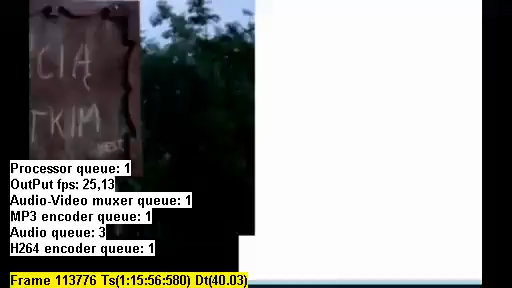 CIĄ
TKIM
JEST
Processor queue: 1
OutPut fps: 25,13
Audio-Video muxer queue: 1
MP3 encoder queue: 1
Audio queue: 3
H264 encoder queue: 1
Frame 113776 Ts(1:15:56:580) Dt(40.03)